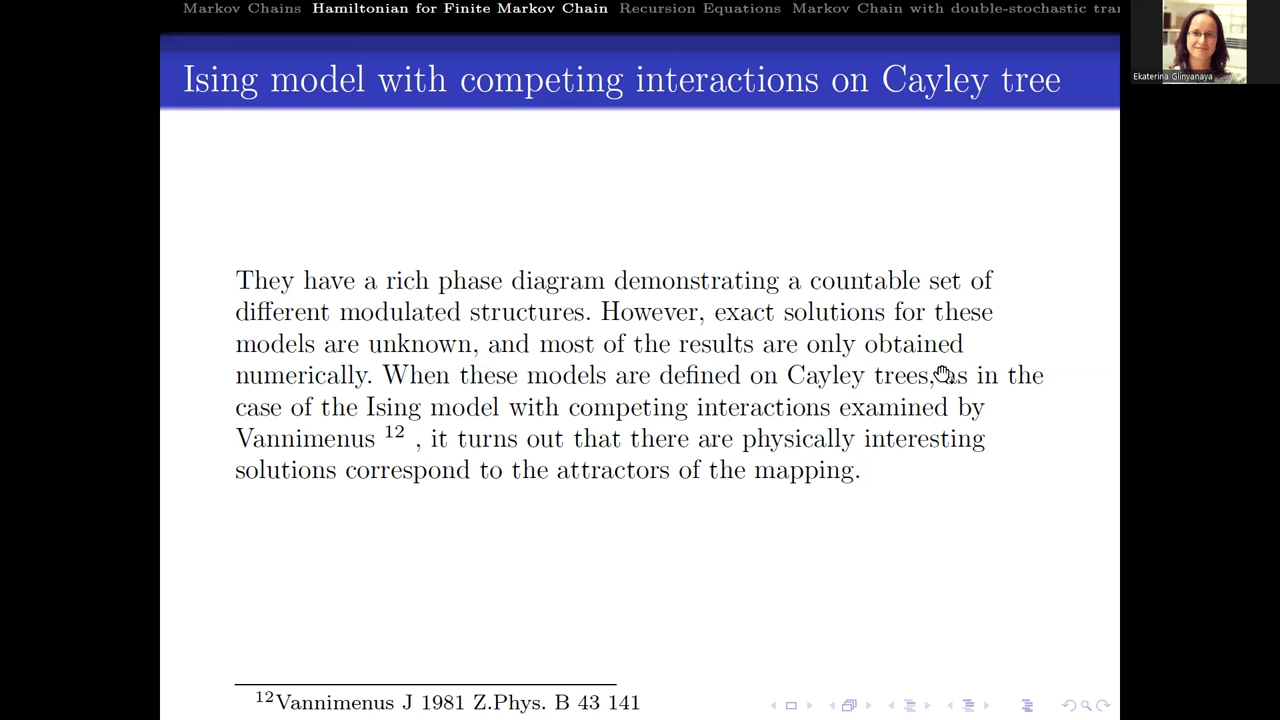 Markov Chains Hamiltonian for Finite Markov Chain Recursion Equations Markov Chain with double-stochastic tran
Ekaterina Glinyanaya
Ising model with competing interactions on Cayley tree
They have a rich phase diagram demonstrating a countable set of
different modulated structures. However, exact solutions for these
models are unknown, and most of the results are only obtained
numerically. When these models are defined on Cayley trees, as in the
case of the Ising model with competing interactions examined by
Vannimenus 12 , it turns out that there are physically interesting
solutions correspond to the attractors of the mapping.
12Vannimenus J 1981 Z.Phys. B 43 141